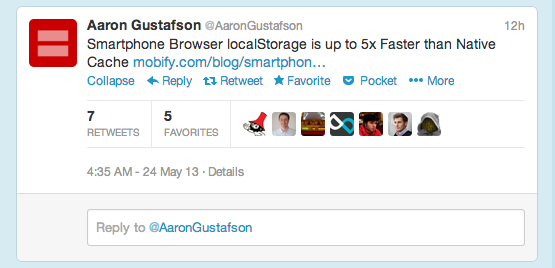 Aaron Gustafson @AaronGustafson 12h
Smartphone Browser localStorage is up to 5x Faster than Native
Cache mobify.com/blog/smartphon…
Collapse Reply Retweet Favorite Pocket More
7 5
RETWEETS FAVORITES
4:35 AM - 24 May 13 · Details
Reply to @AaronGustafson